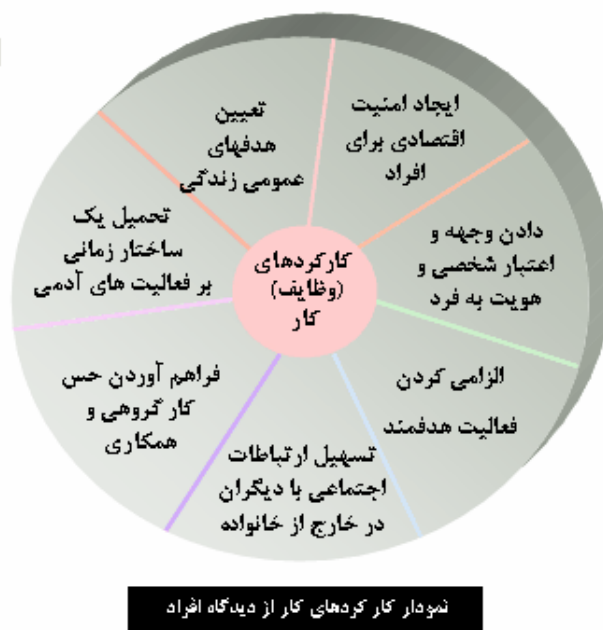 ایجاد امنیت
اقتصادی برای
افراد
دادن وجهه و
اعتبار شخصی و
هویت به فرد
الزامی کردن
فعالیت هدفمند
تسهیل ارتباطات
اجتماعی با دیگران
در خارج از خانواده
فراهم آوردن حس
کار گروهی و
همکاری
تحمیل یک
ساختار زمانی
بر فعالیت های آدمی
تعیین
هدفهای
عمومی زندگی
کارکردهای
(وظایف)
کار
نمودار کارکردهای کار از دیدگاه افراد